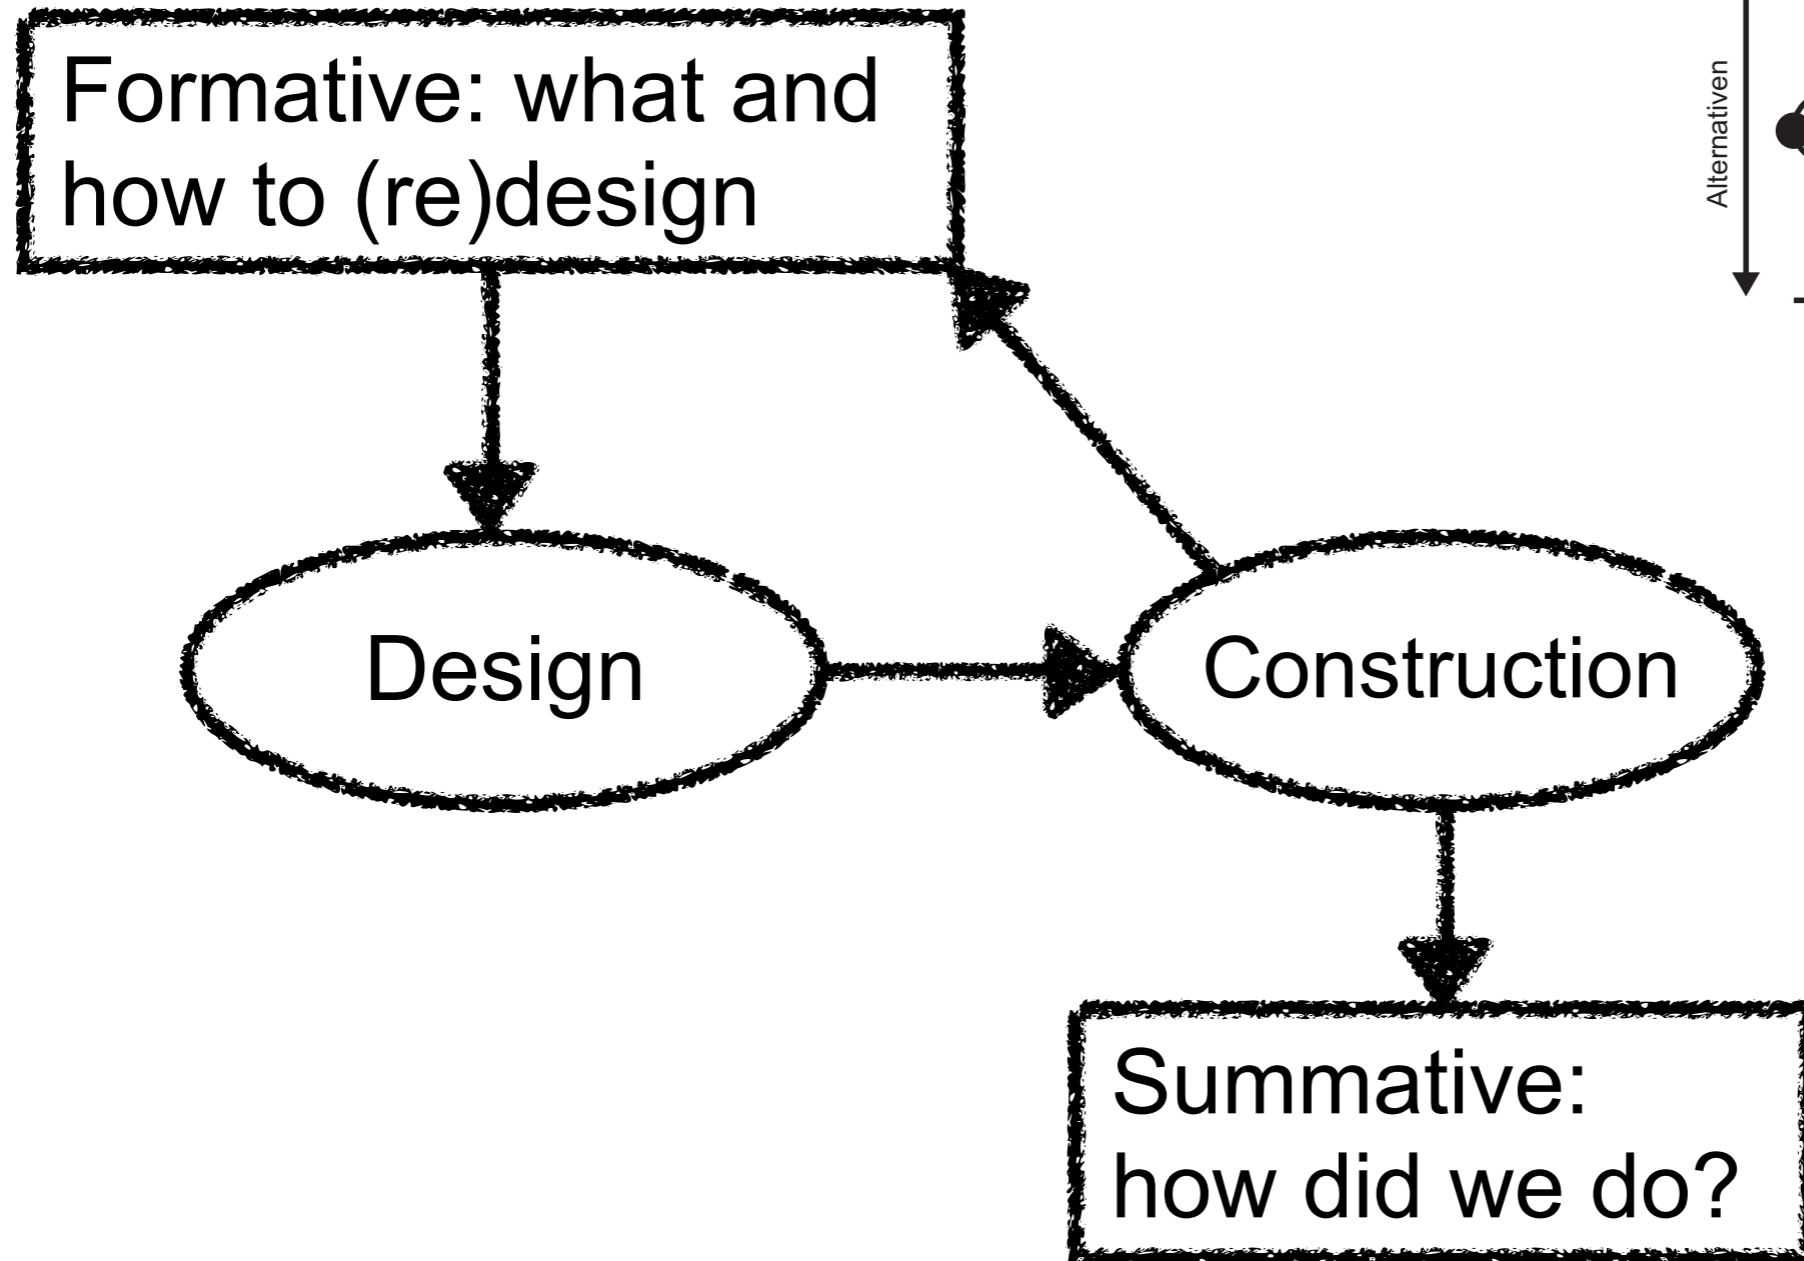 Formative: what and
how to (re)design
Alternativen
Design
Construction
Summative:
how did we do?